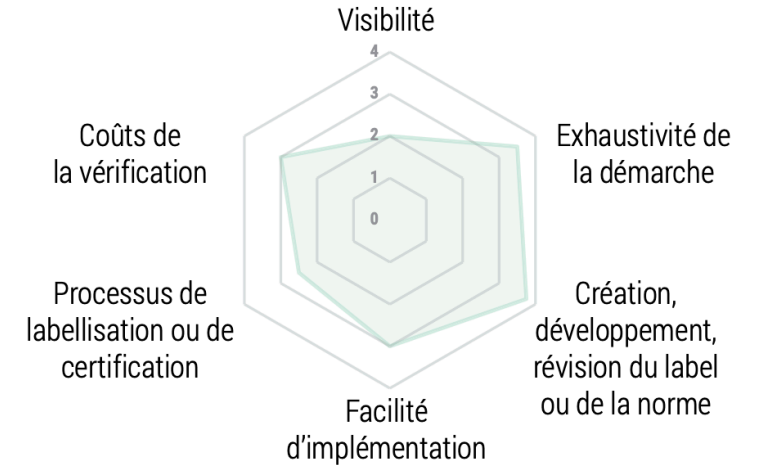 Visibilité
4
3
2
1
0
Exhaustivité de
la démarche
Création,
développement,
révision du label
ou de la norme
Facilité
d’implémentation
Processus de
labellisation ou de
certification
Coûts de
la vérification